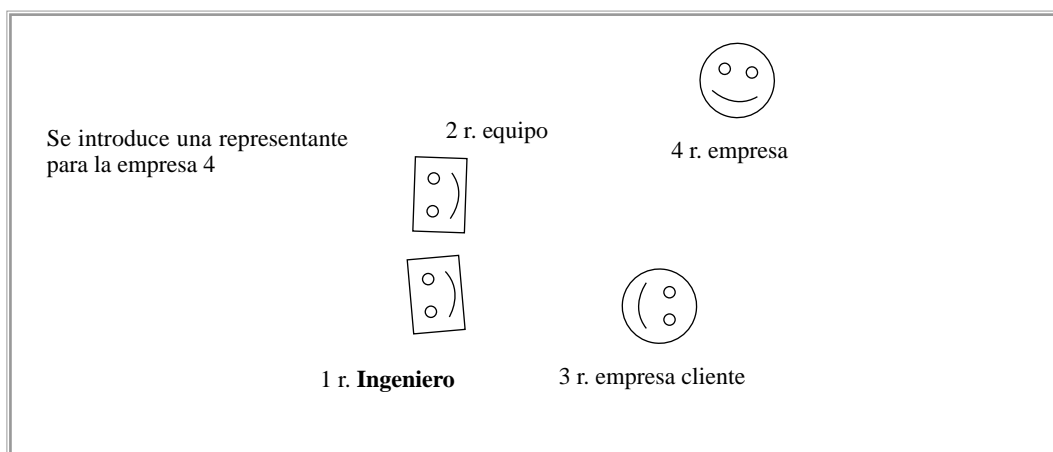 Se introduce una representante
para la empresa 4
2 r. equipo
4 r. empresa
1 r. Ingeniero
3 r. empresa cliente